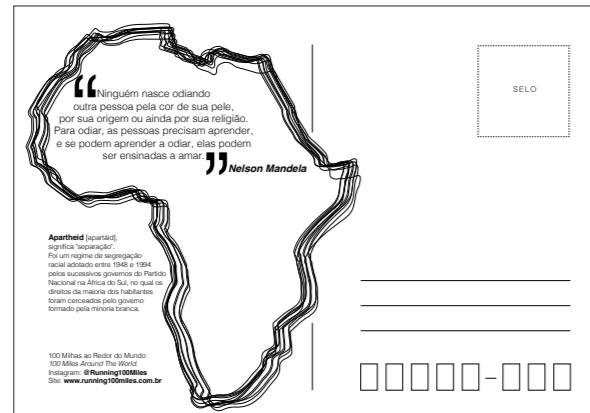 “Ninguém nasce odiando
outra pessoa pela cor de sua pele,
por sua origem ou ainda por sua religião.
Para odiar, as pessoas precisam aprender,
e se podem aprender a odiar, elas podem
ser ensinadas a amar.”
Nelson Mandela
SELO
Apartheid [apartáid],
significa "separação".
Foi um regime de segregação
racial adotado entre 1948 e 1994
pelos sucessivos governos do Partido
Nacional na África do Sul, no qual os
direitos da maioria dos habitantes
foram cerceados pelo governo
formado pela minoria branca.
100 Milhas ao Redor do Mundo
100 Miles Around The World
Instagram: @Running100Miles
Site: www.running100miles.com.br